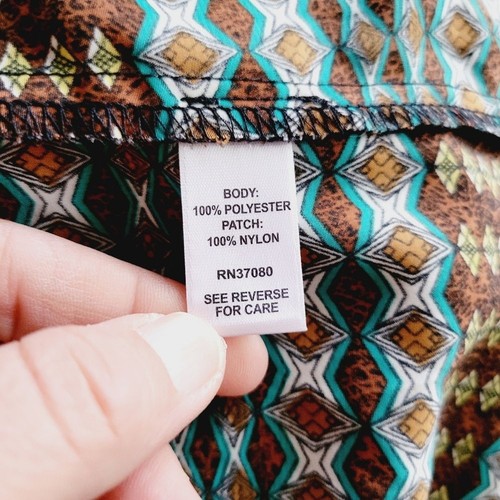 BODY:
100% POLYESTER
PATCH:
100% NYLON
RN37080
SEE REVERSE
FOR CARE